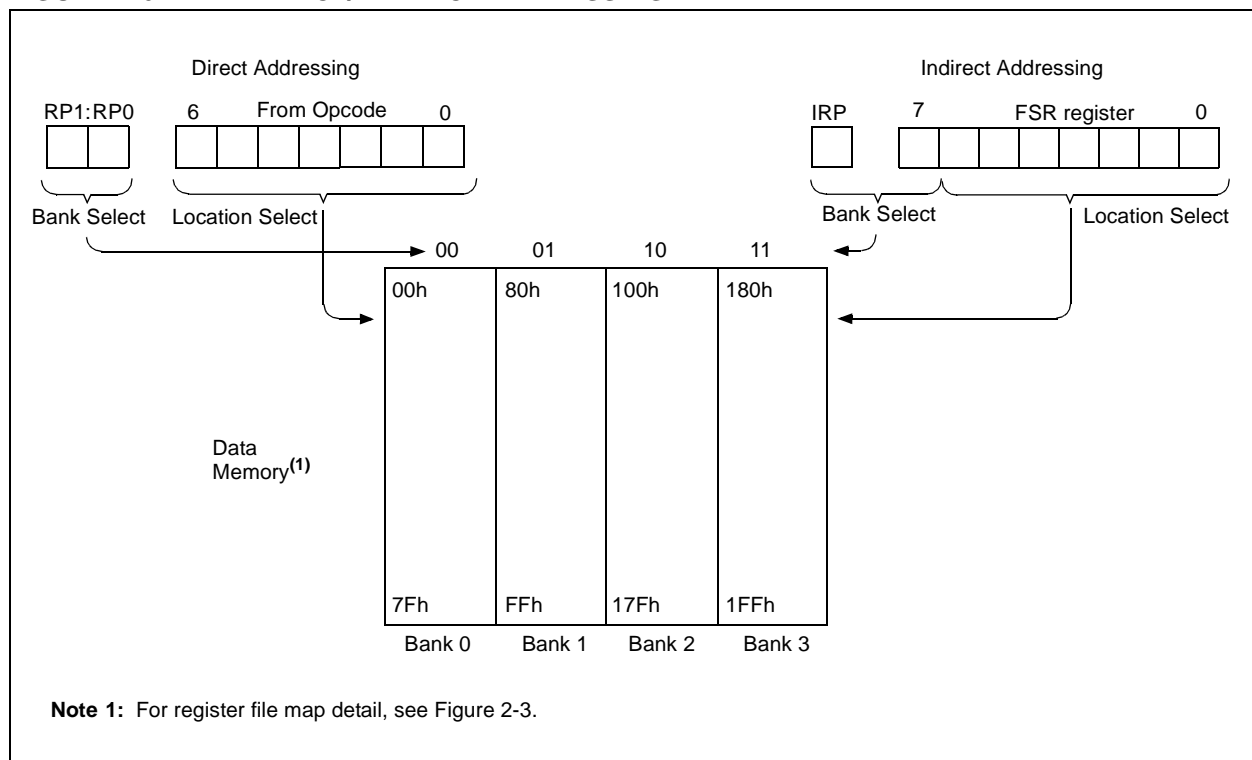 Direct Addressing
Indirect Addressing
RP1:RP0 6 From Opcode 0
IRP 7 FSR register 0
Bank Select Location Select
Bank Select Location Select
00 01 10 11
00h 80h 100h 180h
Data
Memory(1)
7Fh FFh 17Fh 1FFh
Bank 0 Bank 1 Bank 2 Bank 3
Note 1: For register file map detail, see Figure 2-3.